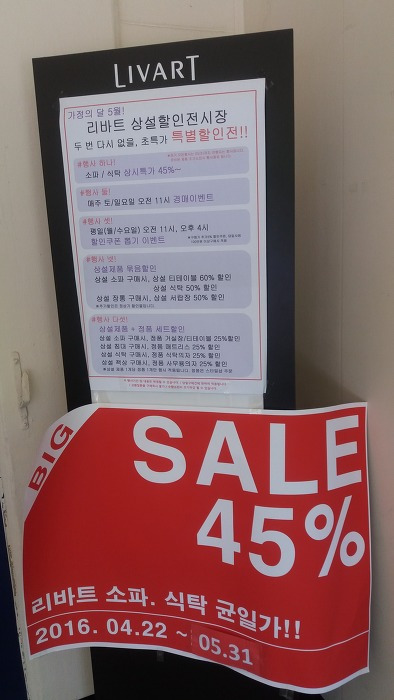 LIVART
가정의 달 5월!
리바트 상설할인전시장
두 번 다시 없을, 초특가 특별할인전!!
#행사 하나!
소파 / 식탁 상시특가 45%~
#행사 둘!
매주 토/일요일 오전 11시 경매이벤트
#행사 셋!
평일(월/수요일) 오전 11시, 오후 4시
할인쿠폰 뽑기 이벤트
#행사 넷!
상설제품 묶음할인
상설 소파 구매시, 상설 티테이블 60% 할인
상설 식탁 50% 할인
상설 장롱 구매시, 상설 서랍장 50% 할인
#행사 다섯!
상설제품 + 정품 세트할인
상설 소파 구매시, 정품 거실장/티테이블 25%할인
상설 침대 구매시, 정품 매트리스 25% 할인
상설 식탁 구매시, 정품 식탁의자 25% 할인
상설 책상 구매시, 정품 사무용의자 25% 할인
BIG
SALE
45%
리바트 소파. 식탁 균일가!!
2016. 04.22 ~ 05.31